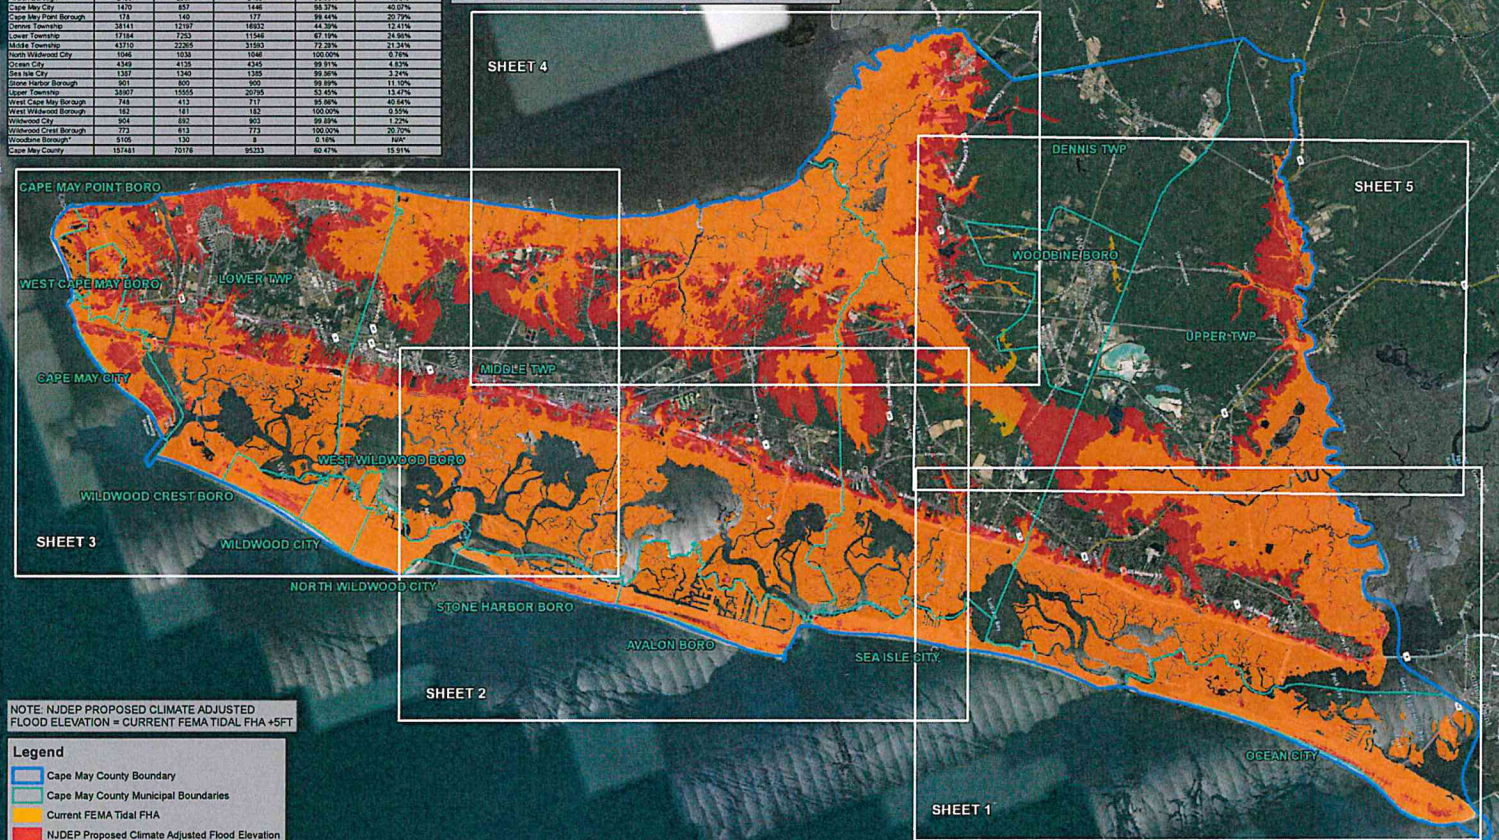 Cape May City 1470 857 1446 98.37% 40.07%
Cape May Point Borough 178 140 177 99.44% 20.79%
Dennis Township 38141 12197 16932 44.39% 12.41%
Lower Township 17184 7253 11546 67.19% 24.98%
Middle Township 43710 22265 31593 72.28% 21.34%
North Wildwood City 1046 1038 1046 100.00% 0.76%
Ocean City 4349 4135 4345 99.91% 4.83%
Sea Isle City 1387 1340 1385 99.86% 3.24%
Stone Harbor Borough 901 800 900 99.89% 11.10%
Upper Township 38907 15555 20795 53.45% 13.47%
West Cape May Borough 748 413 717 95.86% 40.64%
West Wildwood Borough 182 181 182 100.00% 0.55%
Wildwood City 904 892 903 99.89% 1.22%
Wildwood Crest Borough 773 613 773 100.00% 20.70%
Woodbine Borough* 5105 130 8 0.16% N/A*
Cape May County 157481 70176 95233 60.47% 15.91%
SHEET 4
DENNIS TWP
CAPE MAY POINT BORO
SHEET 5
WOODBINE BORO
LOWER TWP
WEST CAPE MAY BORO
UPPER TWP
MIDDLE TWP
CAPE MAY CITY
WEST WILDWOOD BORO
WILDWOOD CREST BORO
SHEET 3
WILDWOOD CITY
NORTH WILDWOOD CITY
STONE HARBOR BORO
AVALON BORO
SEA ISLE CITY
SHEET 2
OCEAN CITY
SHEET 1
NOTE: NJDEP PROPOSED CLIMATE ADJUSTED
FLOOD ELEVATION = CURRENT FEMA TIDAL FHA +5FT
Legend
Cape May County Boundary
Cape May County Municipal Boundaries
Current FEMA Tidal FHA
NJDEP Proposed Climate Adjusted Flood Elevation